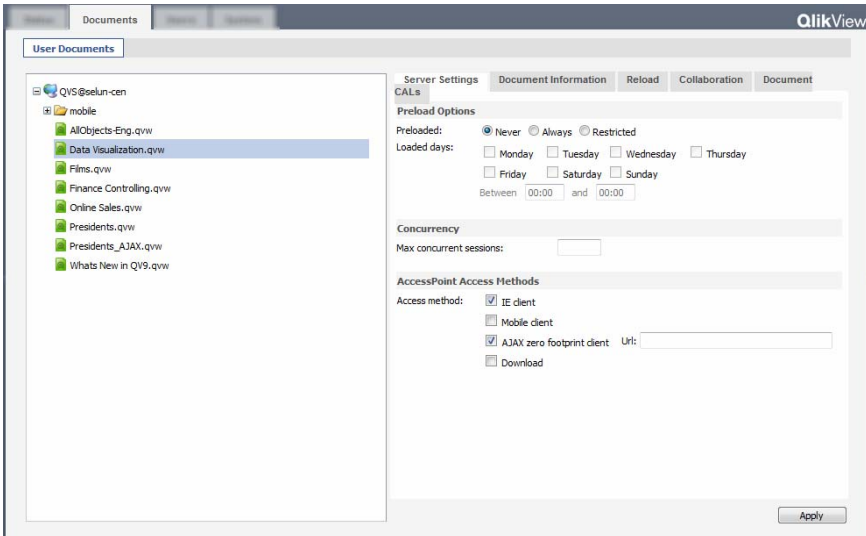 Documents
QlikView
User Documents
QVS@selun-cen
mobile
AllObjects-Eng.qvw
Data Visualization.qvw
Films.qvw
Finance Controlling.qvw
Online Sales.qvw
Presidents.qvw
Presidents_AJAX.qvw
Whats New in QV9.qvw
Server Settings Document Information Reload Collaboration Document
CALs
Preload Options
Preloaded: Never Always Restricted
Loaded days: Monday Tuesday Wednesday Thursday
Friday Saturday Sunday
Between 00:00 and 00:00
Concurrency
Max concurrent sessions:
AccessPoint Access Methods
Access method: IE client
Mobile client
AJAX zero footprint client Url:
Download
Apply